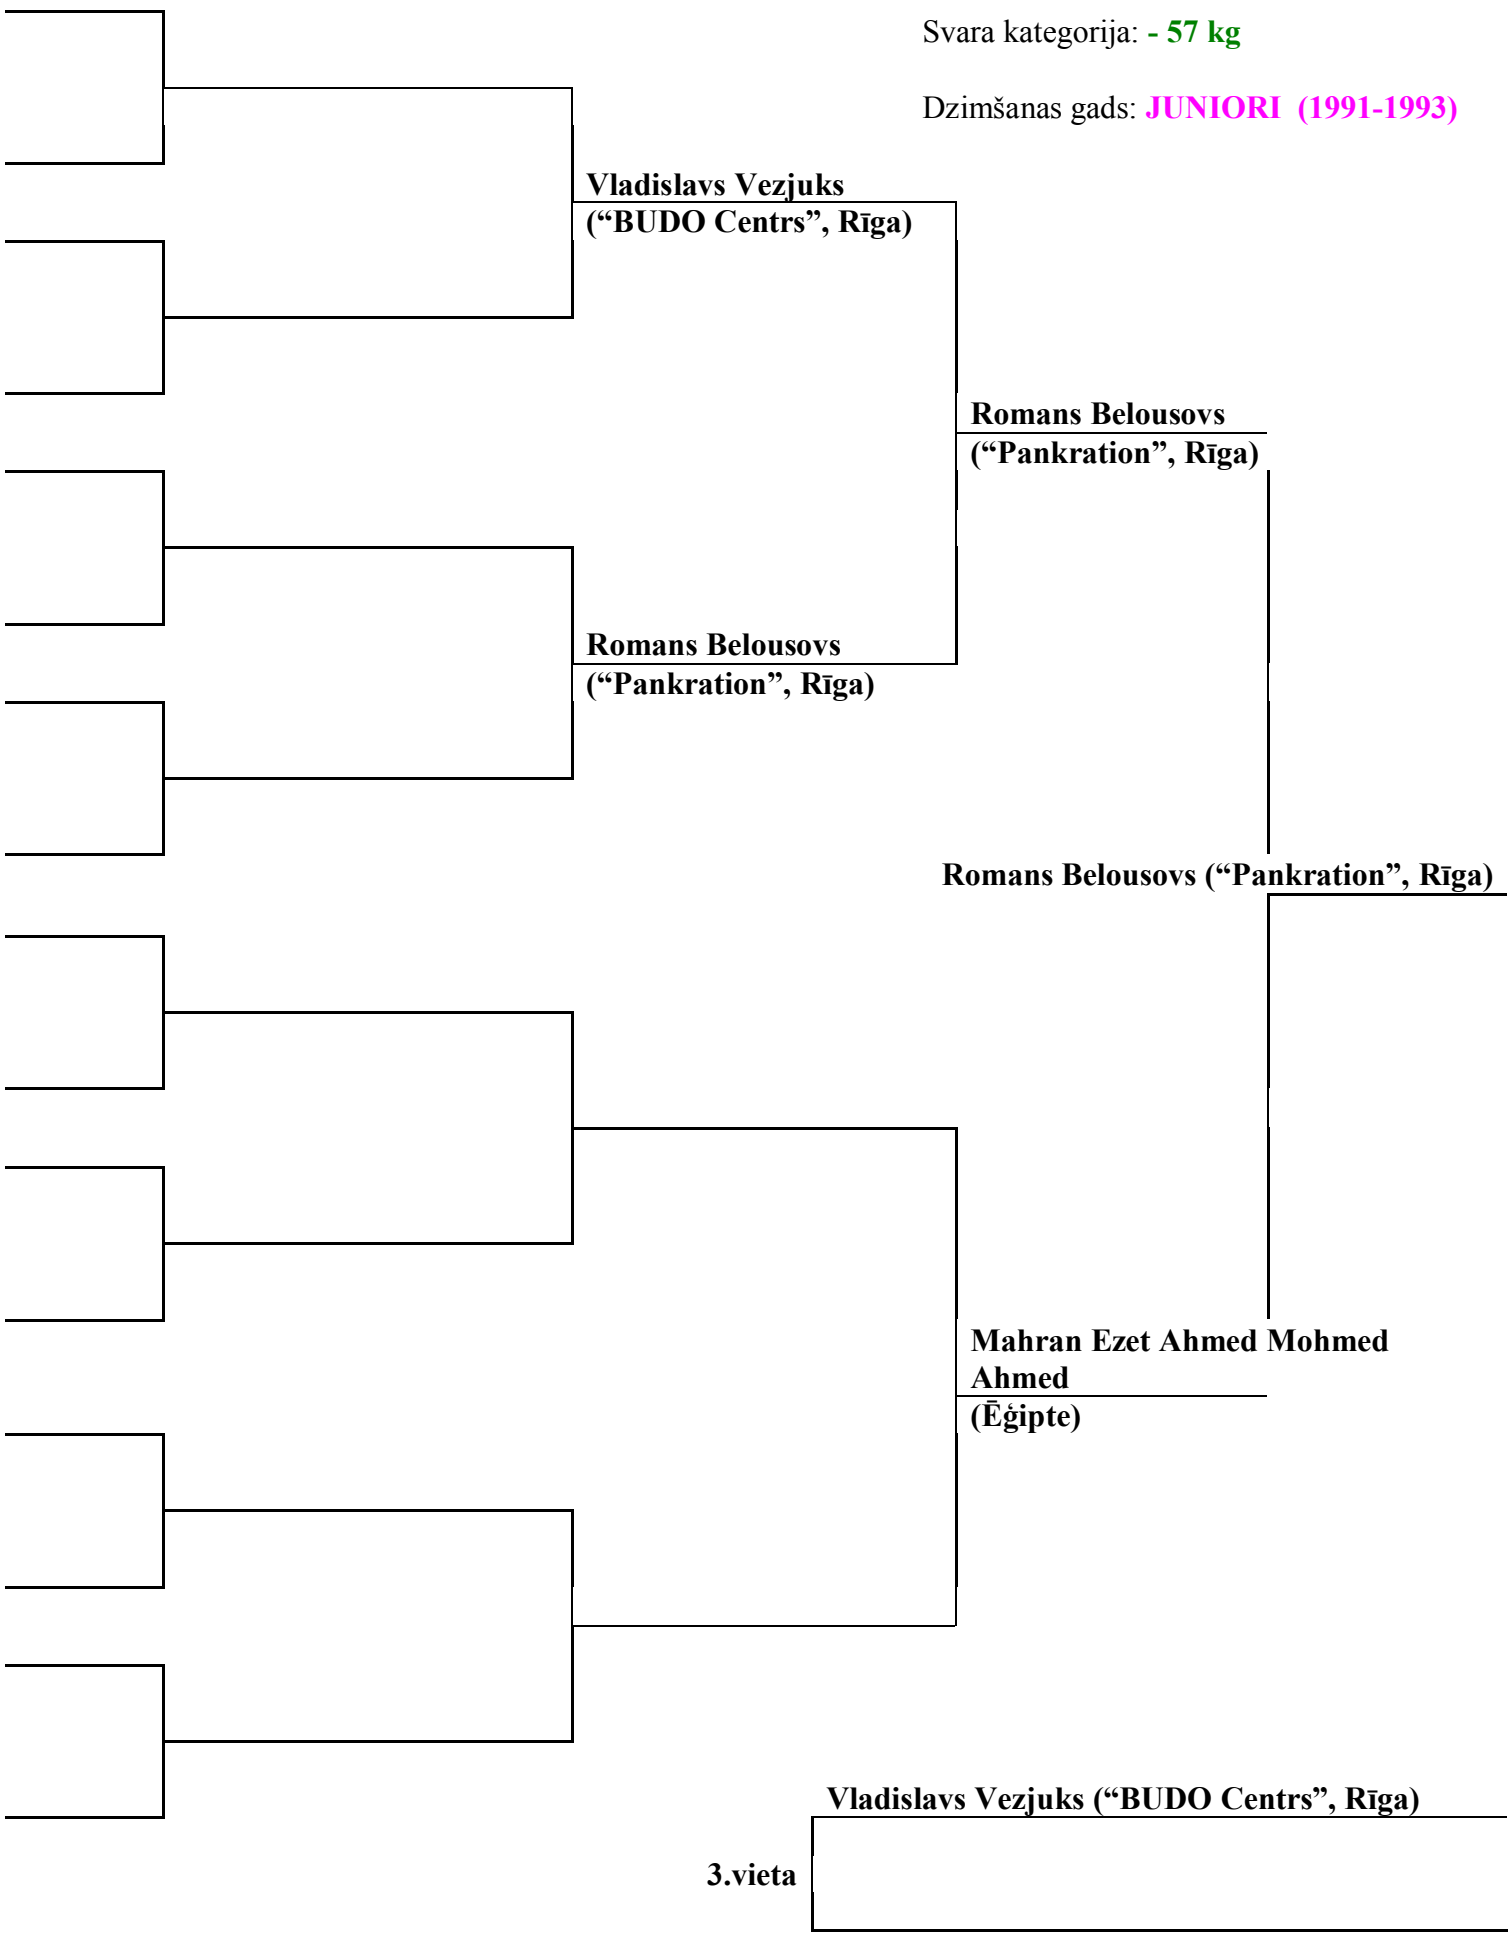 Svara kategorija: - 57 kg
Dzimšanas gads: JUNIORI (1991-1993)
Vladislavs Vezjuks
(“BUDO Centrs”, Rīga)
Romans Belousovs
(“Pankration”, Rīga)
Romans Belousovs
(“Pankration”, Rīga)
Romans Belousovs (“Pankration”, Rīga)
Mahran Ezet Ahmed Mohmed
Ahmed
(Ēģipte)
Vladislavs Vezjuks (“BUDO Centrs”, Rīga)
3.vieta